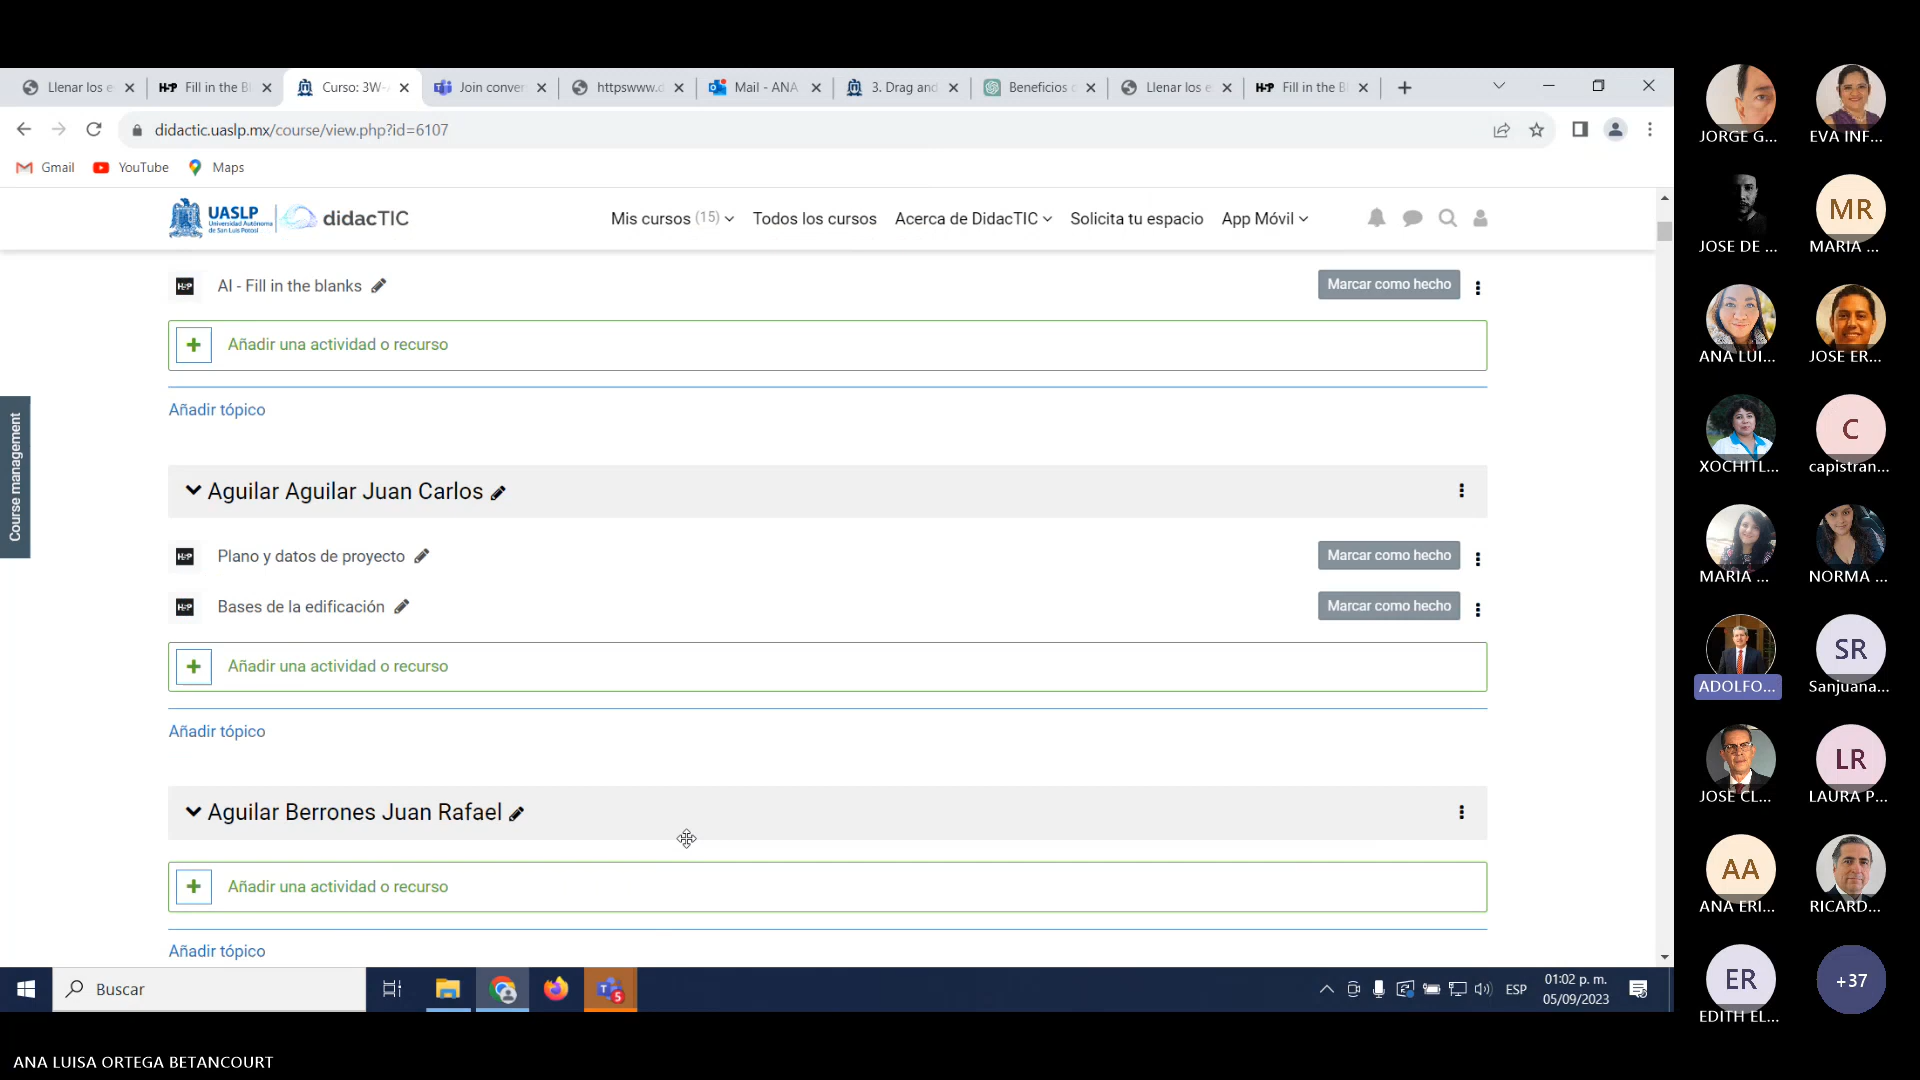 Llenar los e
H-P Fill in the Bl
Curso: 3W-
Join conver
httpswww.d
Mail - ANA
3. Drag and
Beneficios d
Llenar los e
H-P Fill in the Bl
didactic.uaslp.mx/course/view.php?id=6107
Gmail
YouTube
Maps
UASLP
Universidad Autónoma
de San Luis Potosí
didacTIC
Mis cursos (15)
Todos los cursos
Acerca de DidacTIC
Solicita tu espacio
App Móvil
H-P
AI - Fill in the blanks
Marcar como hecho
Añadir una actividad o recurso
Añadir tópico
Course management
Aguilar Aguilar Juan Carlos
H-P
Plano y datos de proyecto
Marcar como hecho
H-P
Bases de la edificación
Marcar como hecho
Añadir una actividad o recurso
Añadir tópico
Aguilar Berrones Juan Rafael
Añadir una actividad o recurso
Añadir tópico
Buscar
T
5
ESP
01:02 p. m.
05/09/2023
JORGE G...
EVA INF...
JOSE DE ...
MR
MARIA ...
ANA LUI...
JOSE ER...
XOCHITL...
C
capistran...
MARIA ...
NORMA ...
ADOLFO...
SR
Sanjuana...
JOSE CL...
LR
LAURA P...
AA
ANA ERI...
RICARD...
ER
EDITH EL...
+37
ANA LUISA ORTEGA BETANCOURT